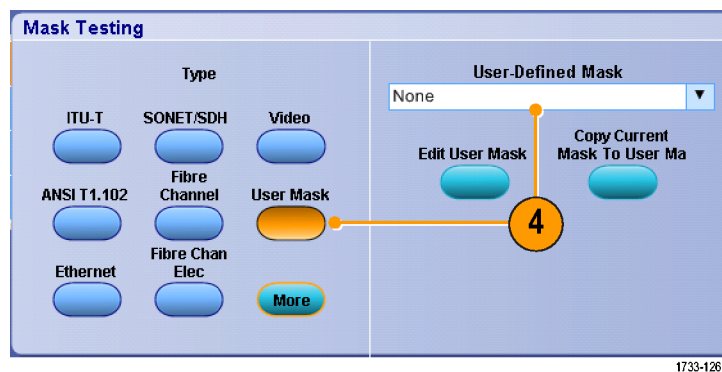 Mask Testing
Type
ITU-T
SONET/SDH
Video
ANSI T1.102
Fibre
Channel
User Mask
Ethernet
Fibre Chan
Elec
More
User-Defined Mask
None
Edit User Mask
Copy Current
Mask To User Ma
4
1733-126